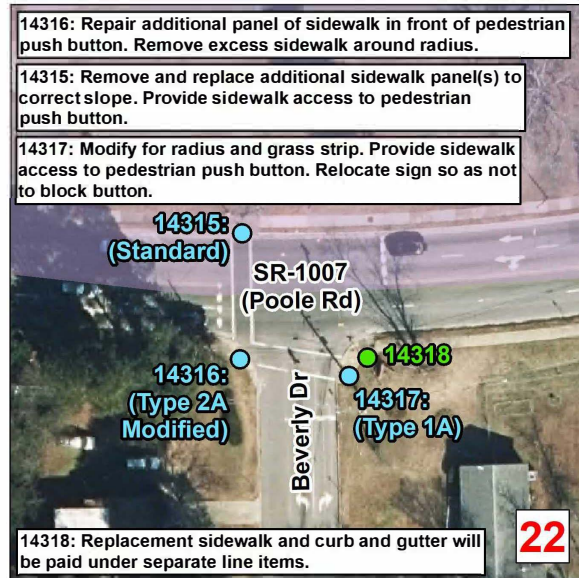 14316: Repair additional panel of sidewalk in front of pedestrian
push button. Remove excess sidewalk around radius.
14315: Remove and replace additional sidewalk panel(s) to
correct slope. Provide sidewalk access to pedestrian
push button.
14317: Modify for radius and grass strip. Provide sidewalk
access to pedestrian push button. Relocate sign so as not
to block button.
14315:
(Standard)
SR-1007
(Poole Rd)
14318
14316:
(Type 2A
Modified)
14317:
(Type 1A)
Beverly Dr
14318: Replacement sidewalk and curb and gutter will
be paid under separate line items.
22